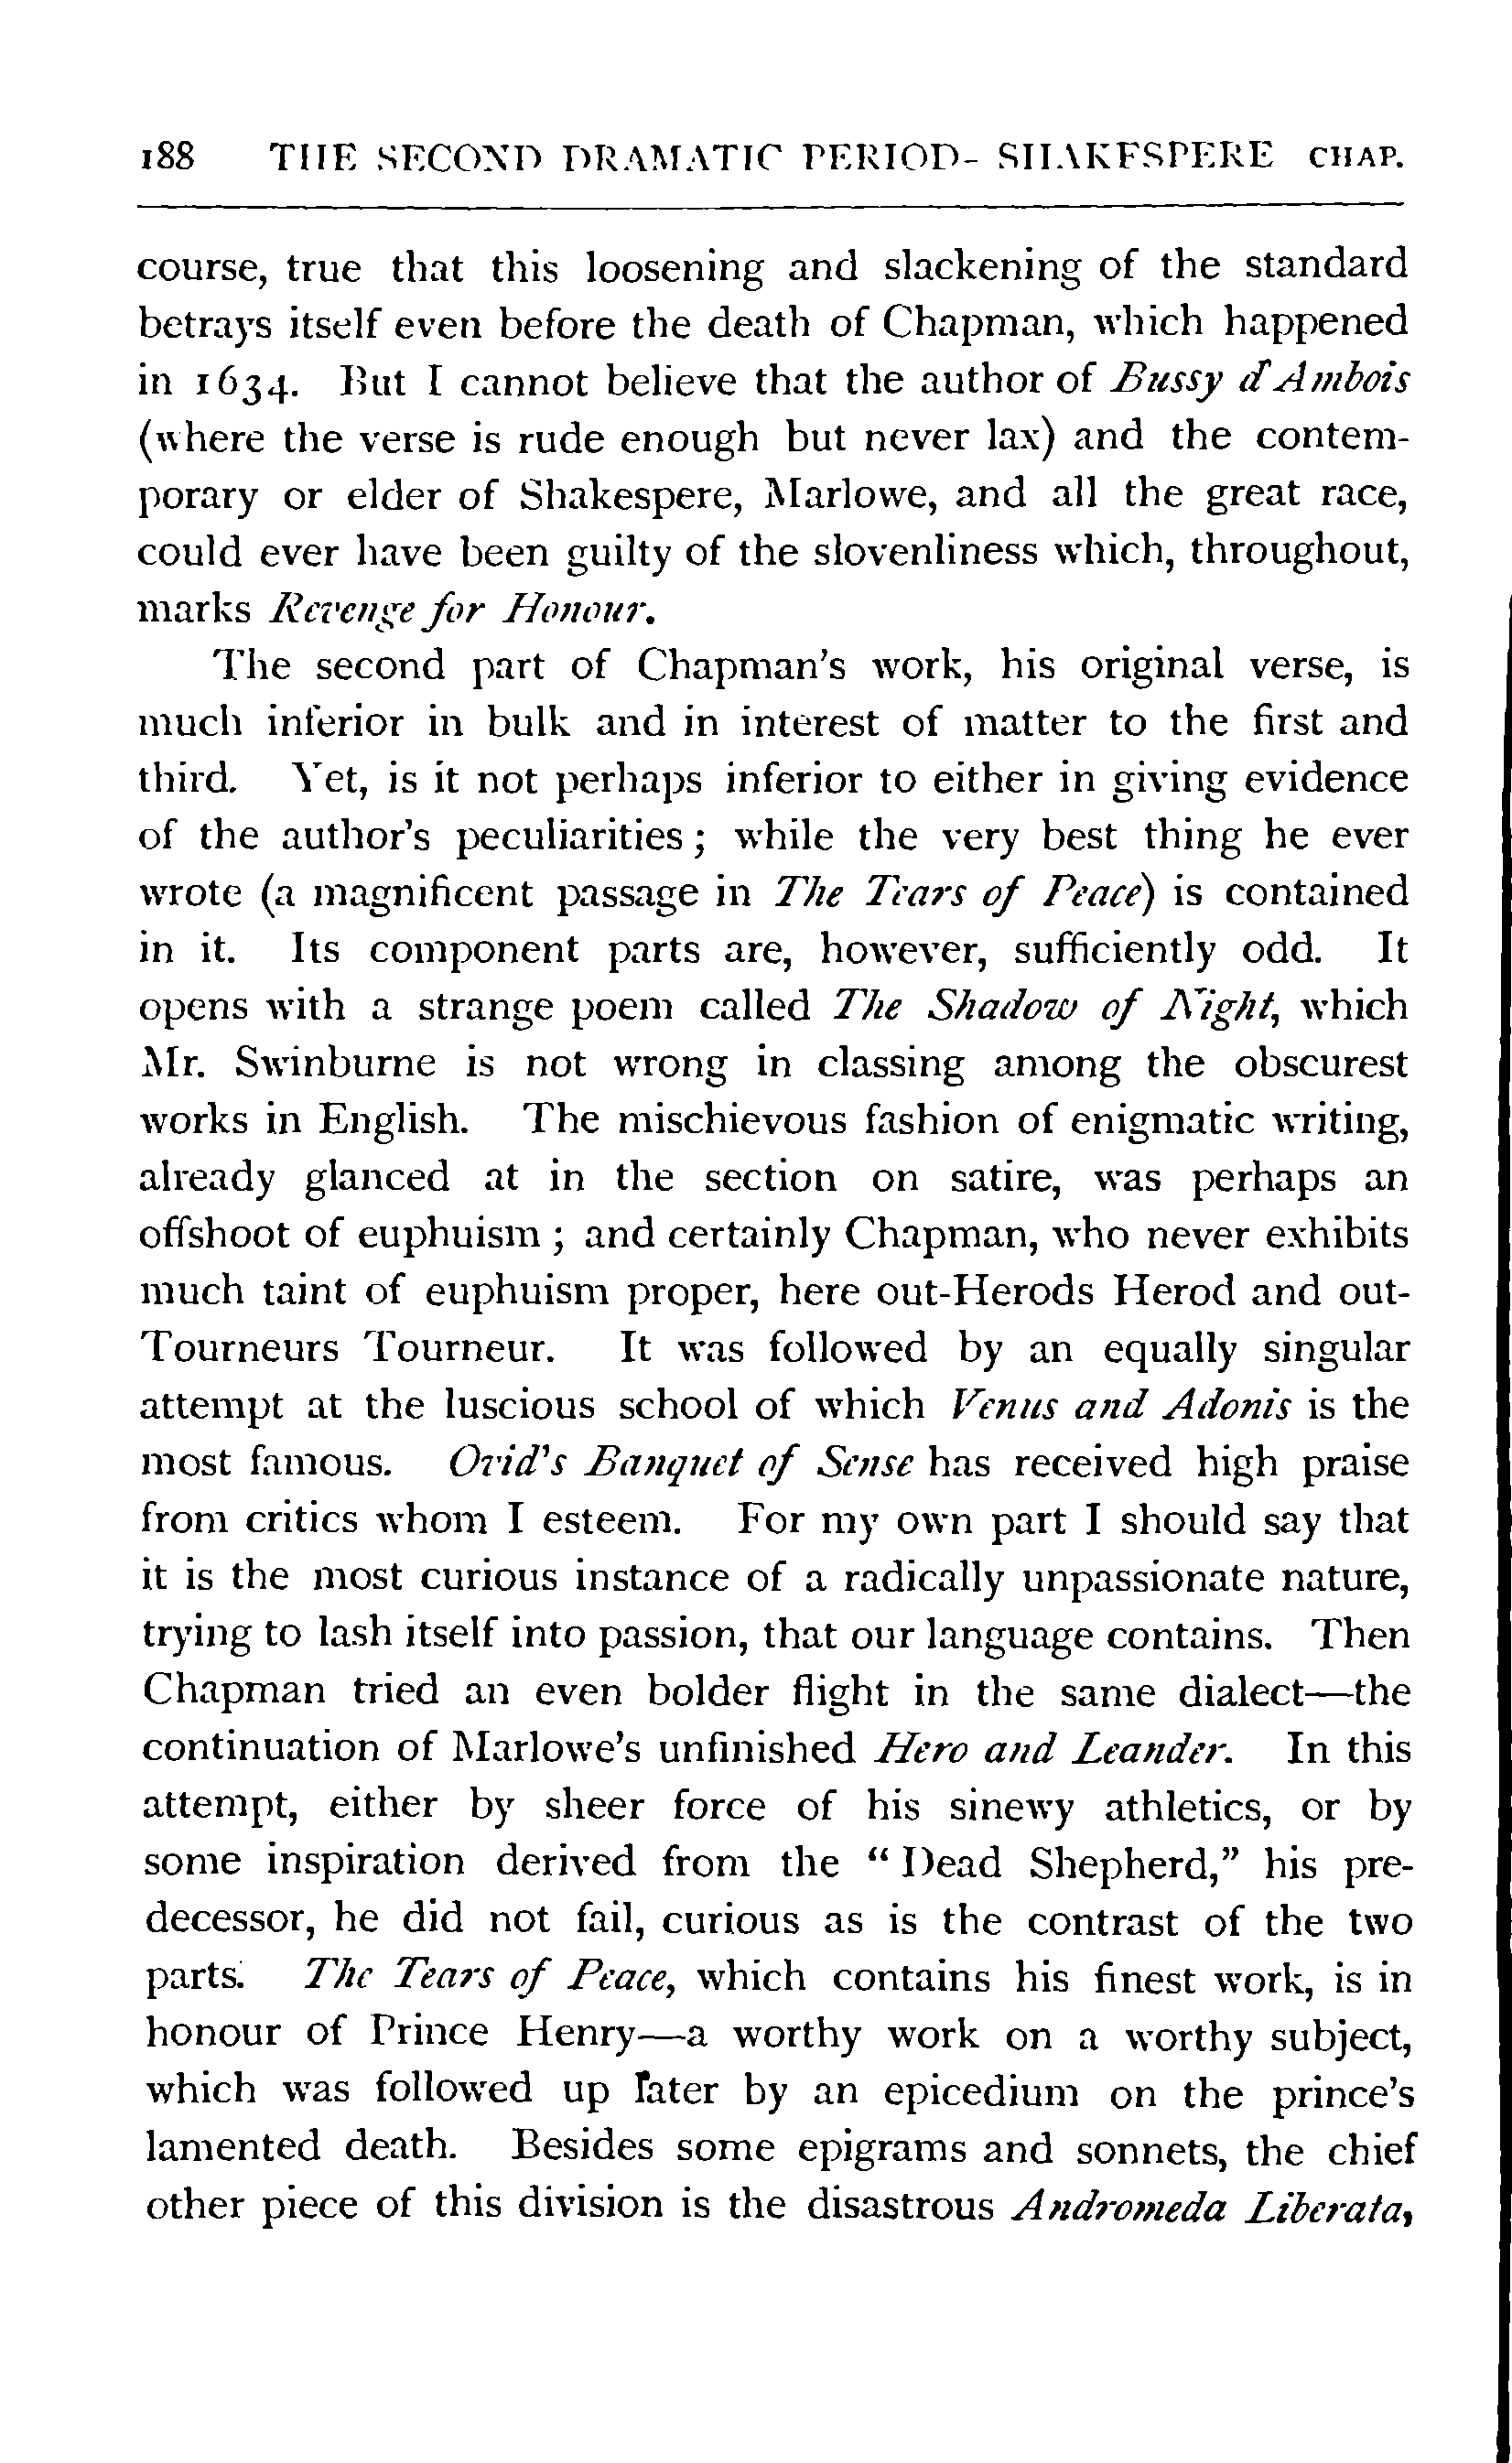 188 THE SECOND DRAMATIC PERIOD- SHAKESPERE CHAP.
course, true that this loosening and slackening of the standard
betrays itself even before the death of Chapman, which happened
in 1634. But I cannot believe that the author of Bussy d'Ambois
(where the verse is rude enough but never lax) and the contem-
porary or elder of Shakespere, Marlowe, and all the great race,
could ever have been guilty of the slovenliness which, throughout,
marks Revenge for Honour.
The second part of Chapman's work, his original verse, is
much inferior in bulk and in interest of matter to the first and
third. Yet, is it not perhaps inferior to either in giving evidence
of the author's peculiarities; while the very best thing he ever
wrote (a magnificent passage in The Tears of Peace) is contained
in it. Its component parts are, however, sufficiently odd. It
opens with a strange poem called The Shadow of Night, which
Mr. Swinburne is not wrong in classing among the obscurest
works in English. The mischievous fashion of enigmatic writing,
already glanced at in the section on satire, was perhaps an
offshoot of euphuism; and certainly Chapman, who never exhibits
much taint of euphuism proper, here out-Herods Herod and out-
Tourneurs Tourneur. It was followed by an equally singular
attempt at the luscious school of which Venus and Adonis is the
most famous. Ovid's Banquet of Sense has received high praise
from critics whom I esteem. For my own part I should say that
it is the most curious instance of a radically unpassionate nature,
trying to lash itself into passion, that our language contains. Then
Chapman tried an even bolder flight in the same dialect—the
continuation of Marlowe's unfinished Hero and Leander. In this
attempt, either by sheer force of his sinewy athletics, or by
some inspiration derived from the "Dead Shepherd," his pre-
decessor, he did not fail, curious as is the contrast of the two
parts. The Tears of Peace, which contains his finest work, is in
honour of Prince Henry—a worthy work on a worthy subject,
which was followed up later by an epicedium on the prince's
lamented death. Besides some epigrams and sonnets, the chief
other piece of this division is the disastrous Andromeda Liberata,